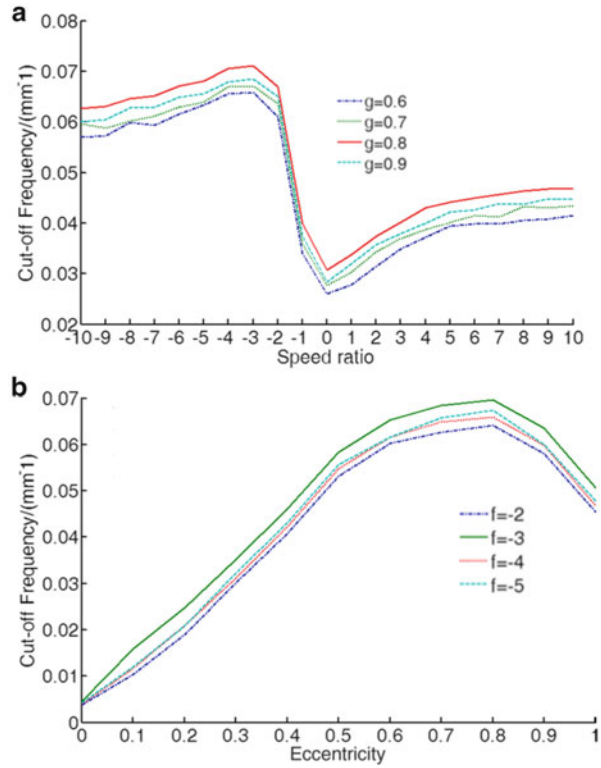 a
0.08
0.07
0.06
0.05
0.04
0.03
0.02
Cut-off Frequency/(mm-1)
g=0.6
g=0.7
g=0.8
g=0.9
-10 -9 -8 -7 -6 -5 -4 -3 -2 -1 0 1 2 3 4 5 6 7 8 9 10
Speed ratio
b
0.07
0.06
0.05
0.04
0.03
0.02
0.01
0
Cut-off Frequency/(mm-1)
f=-2
f=-3
f=-4
f=-5
0 0.1 0.2 0.3 0.4 0.5 0.6 0.7 0.8 0.9 1
Eccentricity